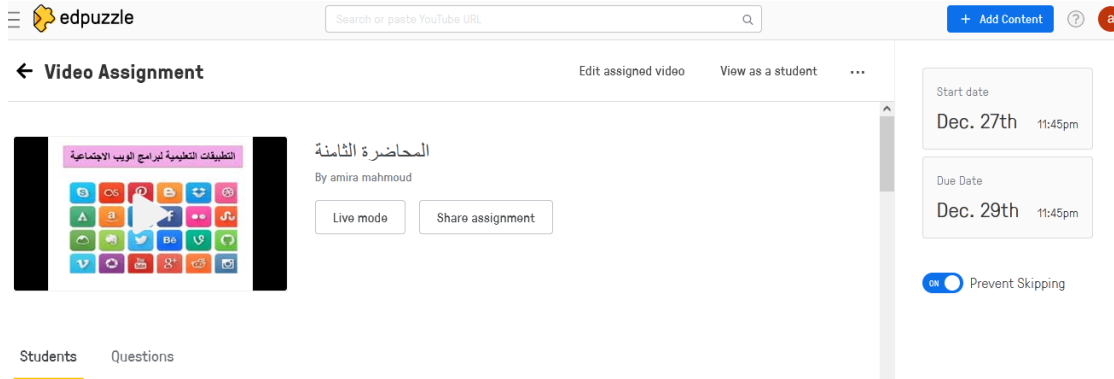 edpuzzle
Search or paste YouTube URL
+ Add Content
?
a
Video Assignment
Edit assigned video
View as a student
...
التطبيقات التعليمية لبرامج الويب الاجتماعية
المحاضرة الثامنة
By amira mahmoud
Live mode
Share assignment
Start date
Dec. 27th 11:45pm
Due Date
Dec. 29th 11:45pm
ON Prevent Skipping
Students
Questions